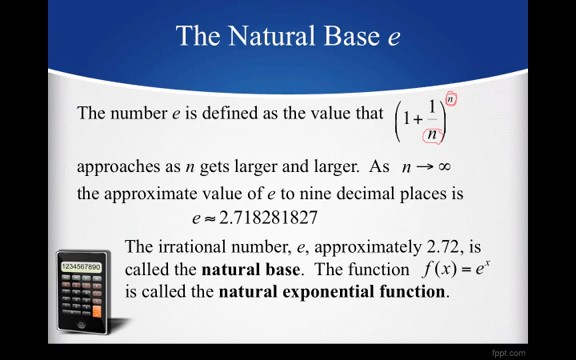 The Natural Base e
The number e is defined as the value that (1 + 1/n)^n
approaches as n gets larger and larger. As n → ∞
the approximate value of e to nine decimal places is
e ≈ 2.718281827
The irrational number, e, approximately 2.72, is
called the natural base. The function f(x) = e^x
is called the natural exponential function.
1234567890
fppt.com